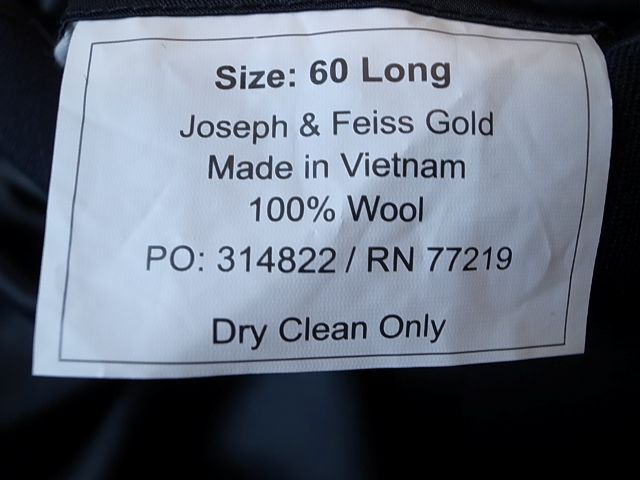 Size: 60 Long
Joseph & Feiss Gold
Made in Vietnam
100% Wool
PO: 314822 / RN 77219
Dry Clean Only